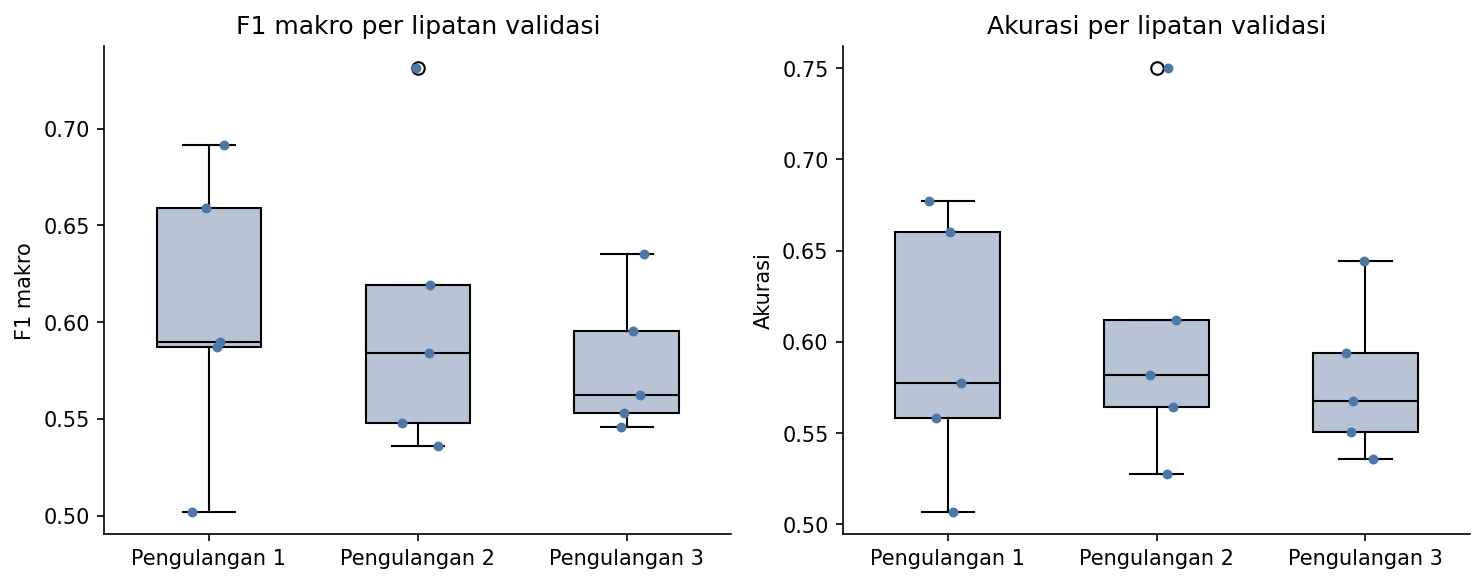 F1 makro per lipatan validasi
F1 makro
0.70
0.65
0.60
0.55
0.50
Pengulangan 1
Pengulangan 2
Pengulangan 3
Akurasi per lipatan validasi
Akurasi
0.75
0.70
0.65
0.60
0.55
0.50
Pengulangan 1
Pengulangan 2
Pengulangan 3